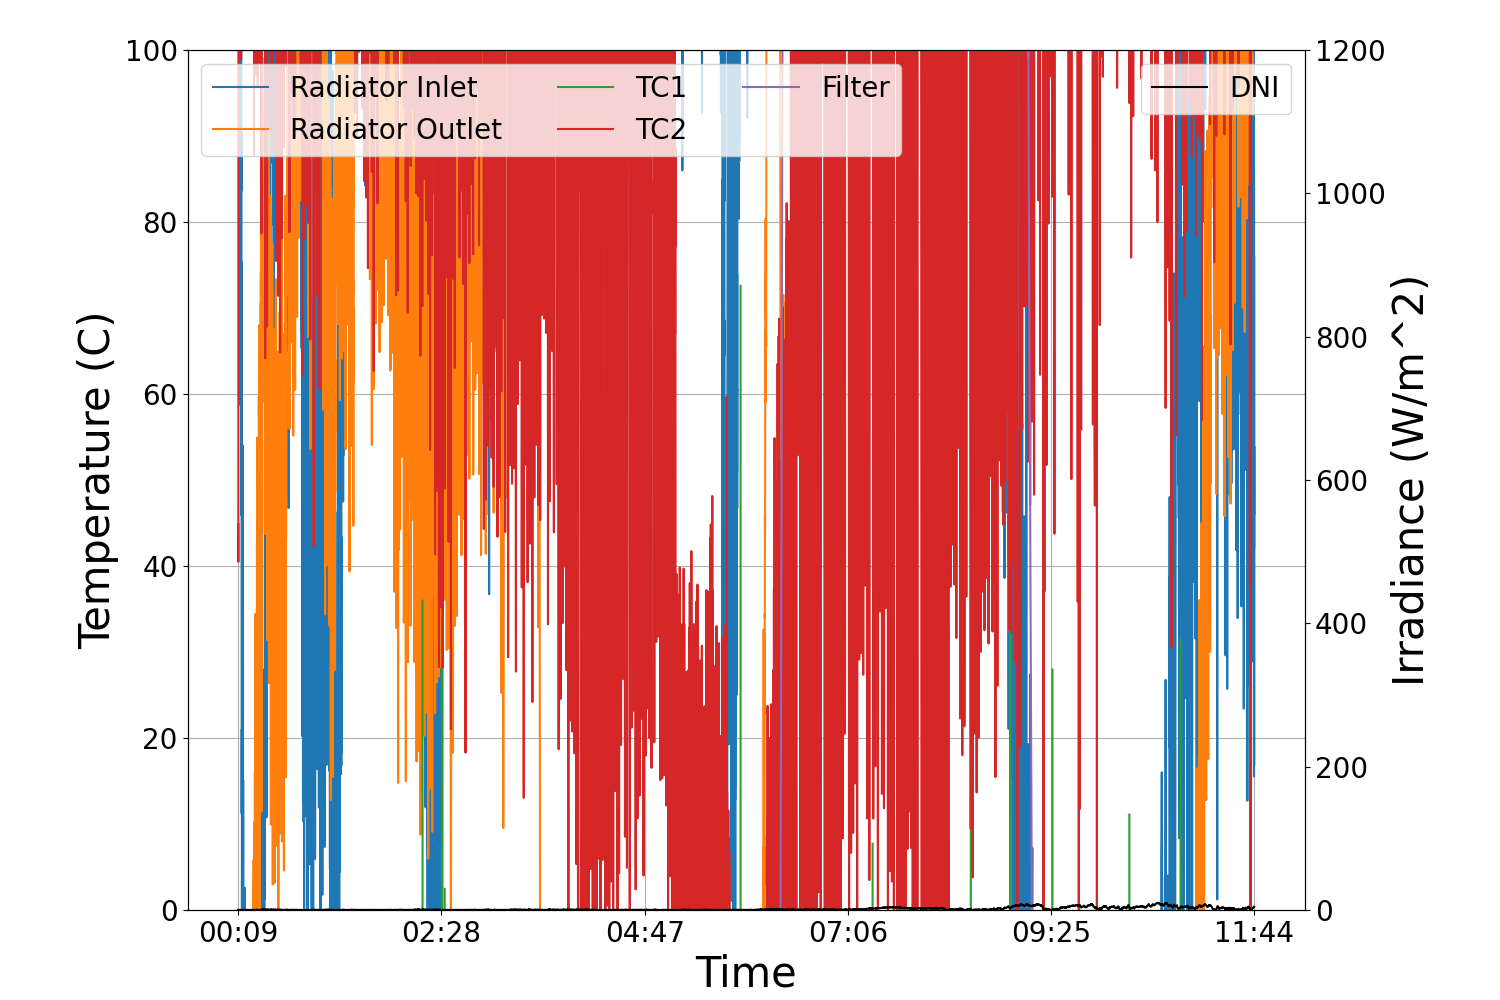 100
80
60
40
20
0
Temperature (C)
Radiator Inlet
Radiator Outlet
TC1
TC2
Filter
DNI
1200
1000
800
600
400
200
0
Irradiance (W/m^2)
00:09
02:28
04:47
07:06
09:25
11:44
Time